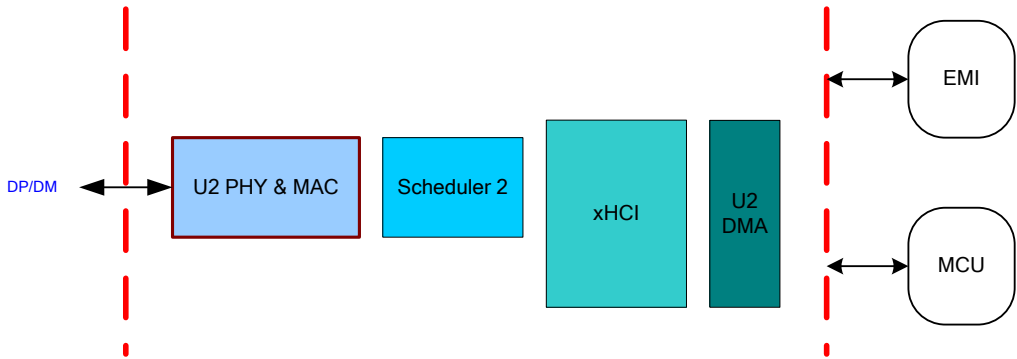 DP/DM
U2 PHY & MAC
Scheduler 2
xHCI
U2
DMA
EMI
MCU